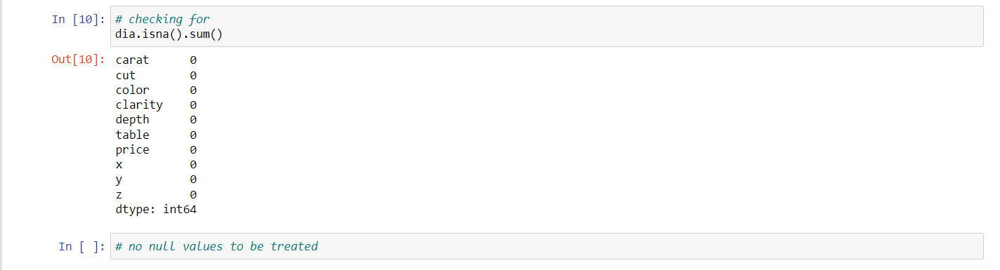 In [10]: # checking for
dia.isna().sum()
Out[10]: carat 0
cut 0
color 0
clarity 0
depth 0
table 0
price 0
x 0
y 0
z 0
dtype: int64
In [ ]: # no null values to be treated